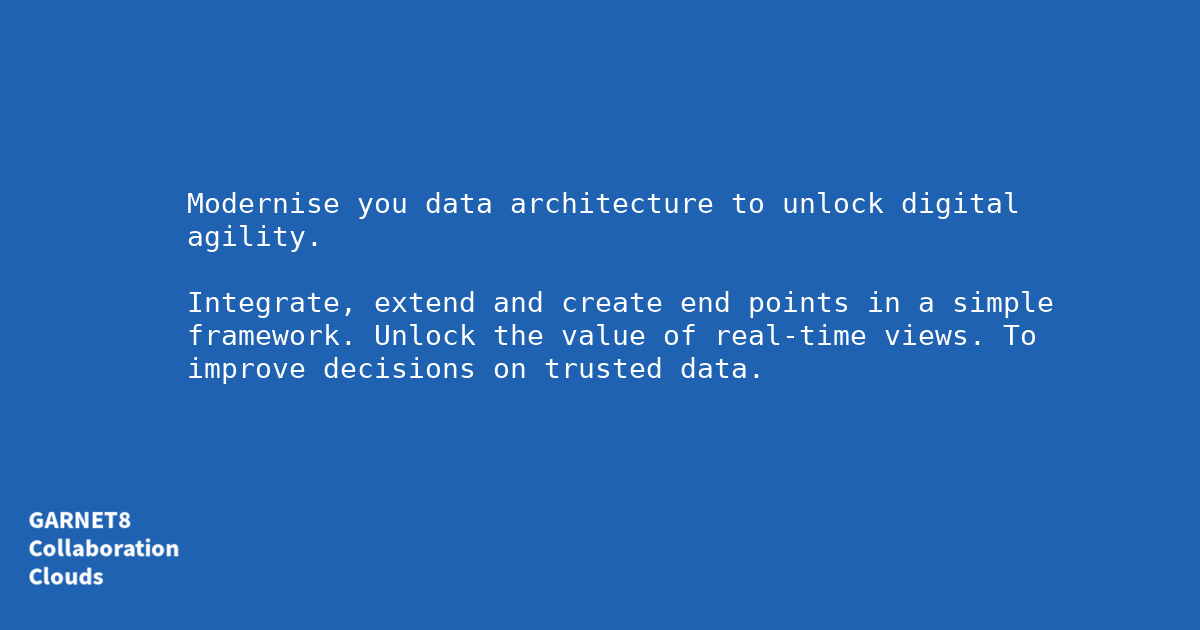 Modernise you data architecture to unlock digital
agility.
Integrate, extend and create end points in a simple
framework. Unlock the value of real-time views. To
improve decisions on trusted data.
GARNET8
Collaboration
Clouds